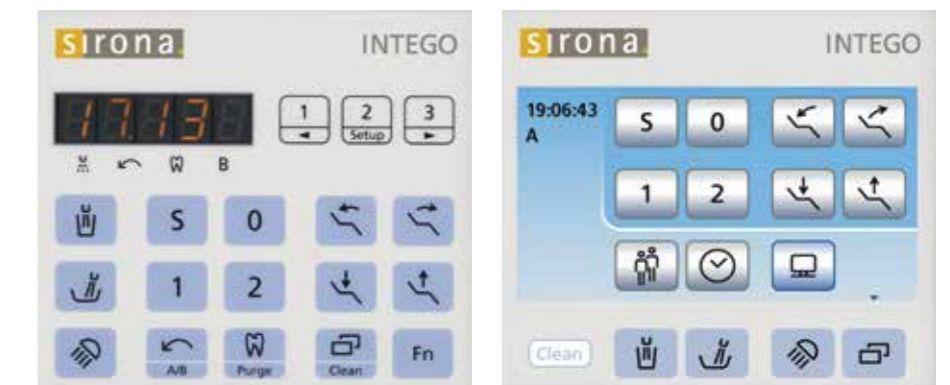 sirona.
INTEGO
17.13
1
2
Setup
3
B
S
0
1
2
A/B
Purge
Clean
Fn
sirona.
INTEGO
19:06:43
A
S
0
1
2
Clean